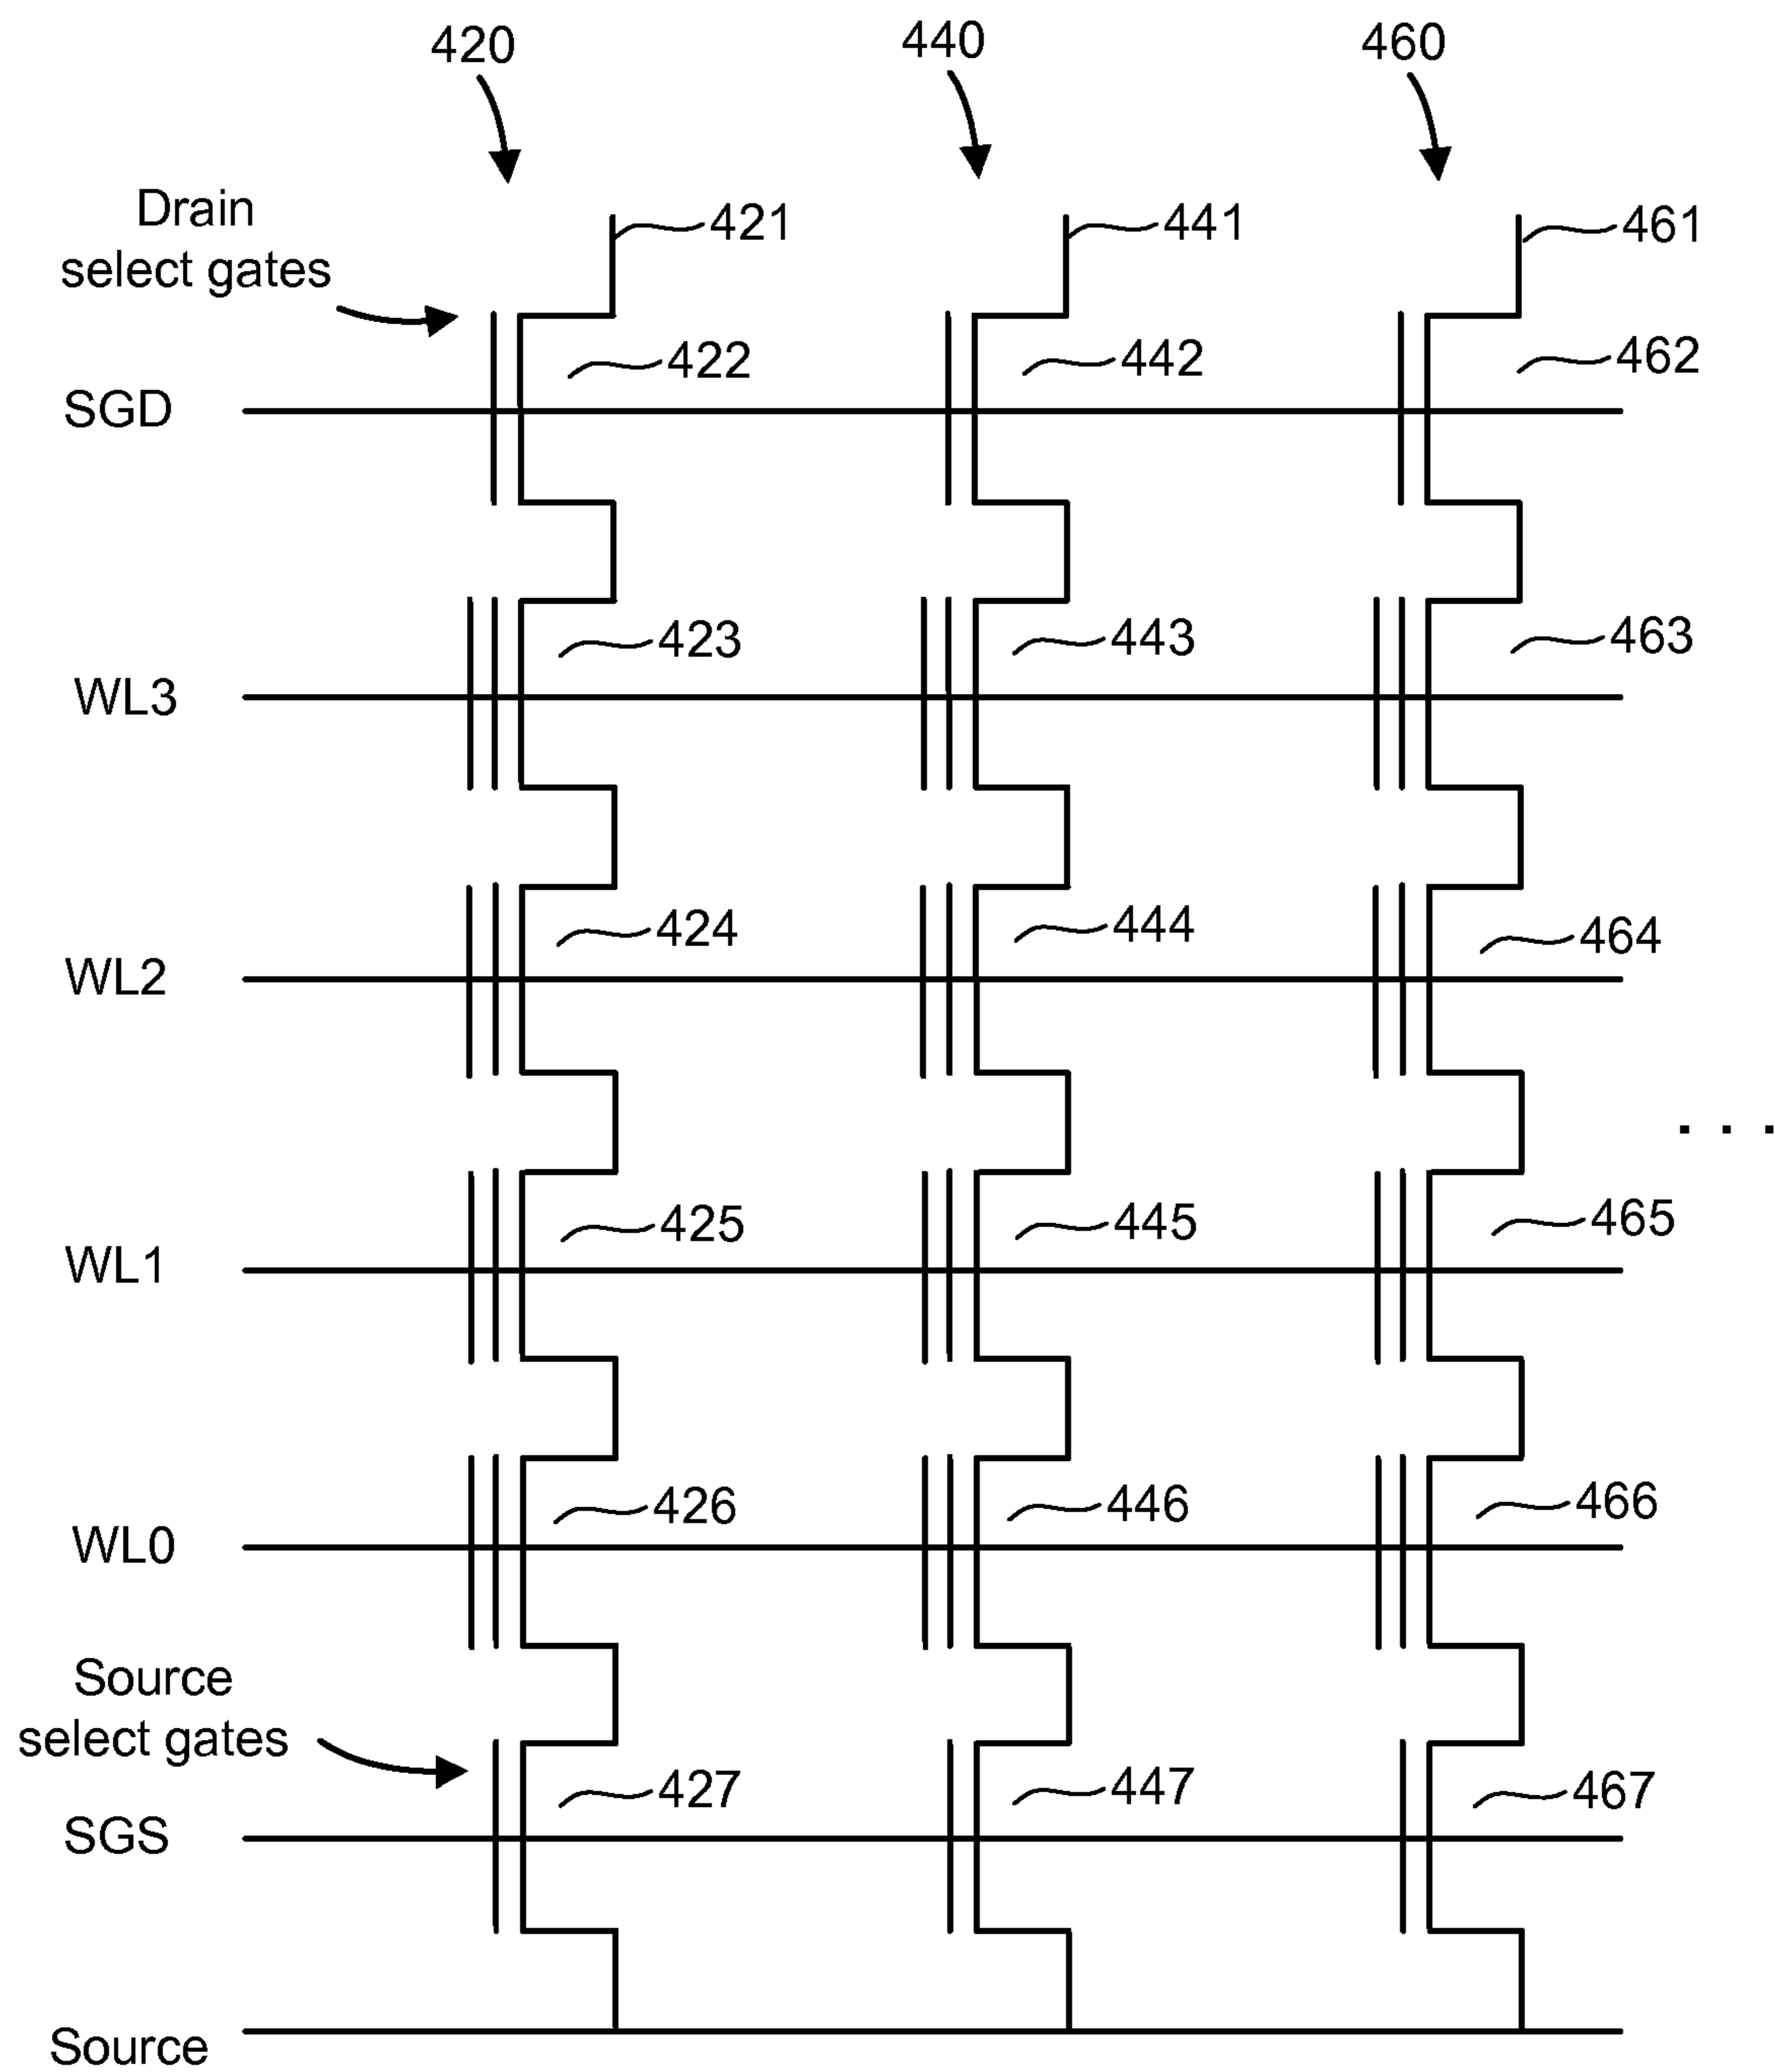 420
440
460
Drain
select gates
421
441
461
422
442
462
SGD
423
443
463
WL3
424
444
464
WL2
. . .
425
445
465
WL1
426
446
466
WL0
Source
select gates
427
447
467
SGS
Source